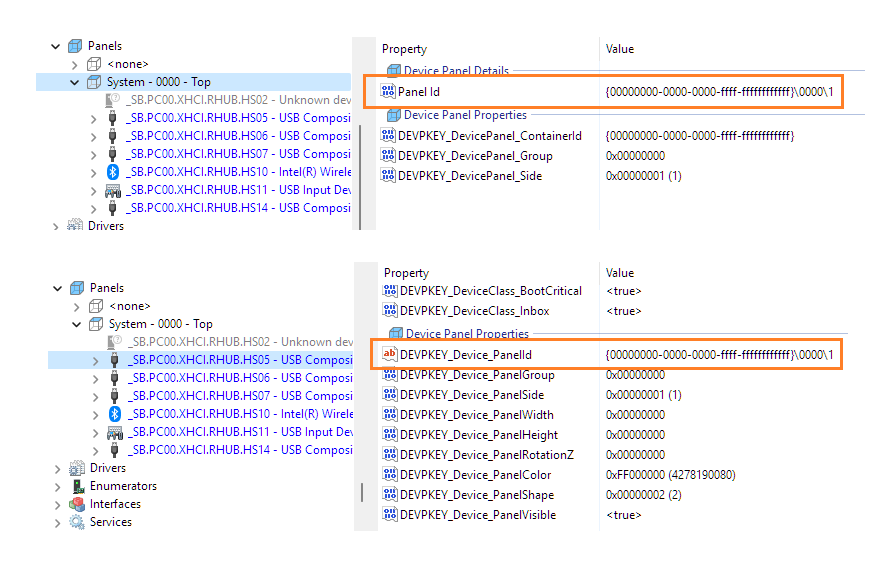 Panels
<none>
System - 0000 - Top
_SB.PC00.XHCI.RHUB.HS02 - Unknown dev
_SB.PC00.XHCI.RHUB.HS05 - USB Composi
_SB.PC00.XHCI.RHUB.HS06 - USB Composi
_SB.PC00.XHCI.RHUB.HS07 - USB Composi
_SB.PC00.XHCI.RHUB.HS10 - Intel(R) Wirele
_SB.PC00.XHCI.RHUB.HS11 - USB Input Dev
_SB.PC00.XHCI.RHUB.HS14 - USB Composi
Drivers
Property Value
Device Panel Details
Panel Id {00000000-0000-0000-ffff-ffffffffffff}\0000\1
Device Panel Properties
DEVPKEY_DevicePanel_ContainerId {00000000-0000-0000-ffff-ffffffffffff}
DEVPKEY_DevicePanel_Group 0x00000000
DEVPKEY_DevicePanel_Side 0x00000001 (1)
Panels
<none>
System - 0000 - Top
_SB.PC00.XHCI.RHUB.HS02 - Unknown dev
_SB.PC00.XHCI.RHUB.HS05 - USB Composi
_SB.PC00.XHCI.RHUB.HS06 - USB Composi
_SB.PC00.XHCI.RHUB.HS07 - USB Composi
_SB.PC00.XHCI.RHUB.HS10 - Intel(R) Wirele
_SB.PC00.XHCI.RHUB.HS11 - USB Input Dev
_SB.PC00.XHCI.RHUB.HS14 - USB Composi
Drivers
Enumerators
Interfaces
Services
Property Value
DEVPKEY_DeviceClass_BootCritical <true>
DEVPKEY_DeviceClass_Inbox <true>
Device Panel Properties
DEVPKEY_Device_PanelId {00000000-0000-0000-ffff-ffffffffffff}\0000\1
DEVPKEY_Device_PanelGroup 0x00000000
DEVPKEY_Device_PanelSide 0x00000001 (1)
DEVPKEY_Device_PanelWidth 0x00000000
DEVPKEY_Device_PanelHeight 0x00000000
DEVPKEY_Device_PanelRotationZ 0x00000000
DEVPKEY_Device_PanelColor 0xFF000000 (4278190080)
DEVPKEY_Device_PanelShape 0x00000002 (2)
DEVPKEY_Device_PanelVisible <true>